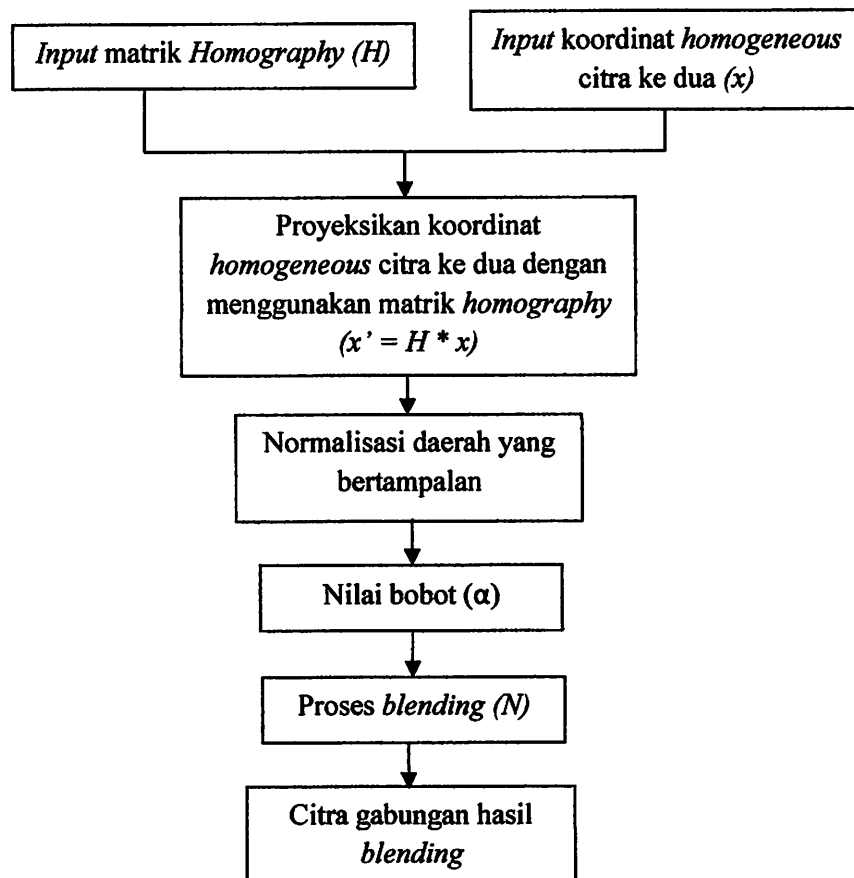 Input matrik Homography (H)
Input koordinat homogeneous
citra ke dua (x)
Proyeksikan koordinat
homogeneous citra ke dua dengan
menggunakan matrik homography
(x’ = H * x)
Normalisasi daerah yang
bertampalan
Nilai bobot (α)
Proses blending (N)
Citra gabungan hasil
blending